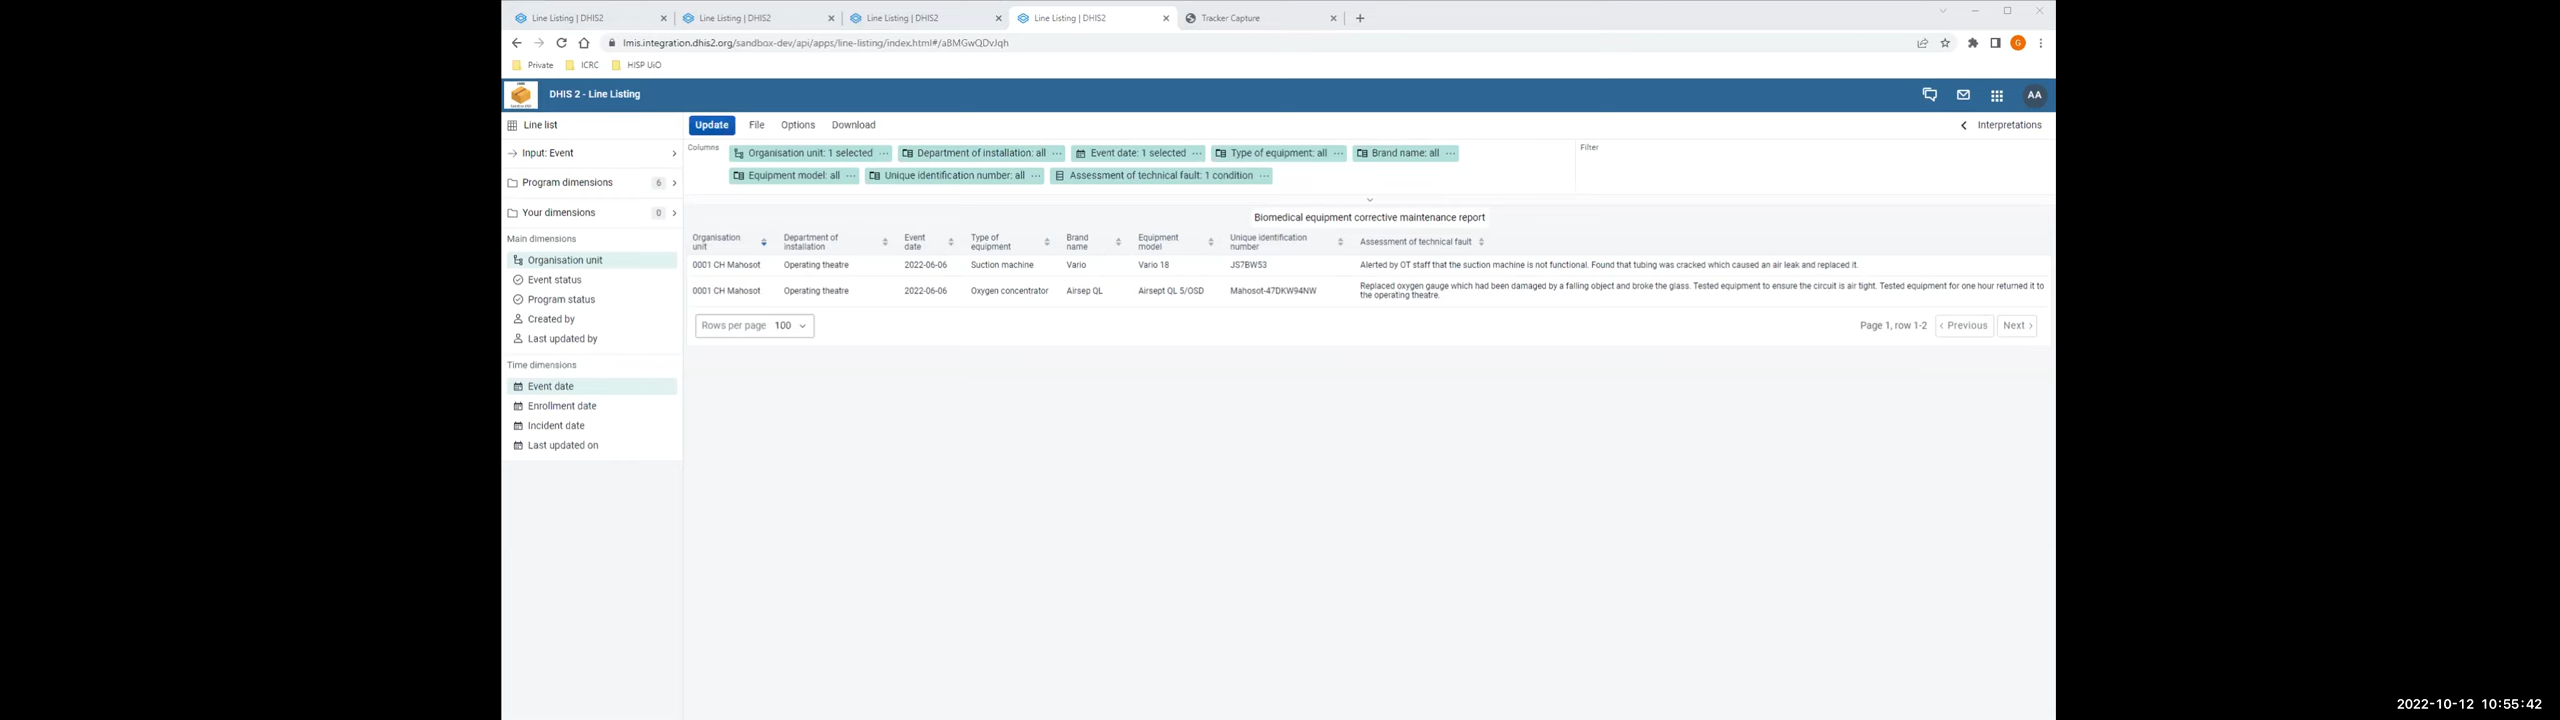 Line Listing | DHIS2
Line Listing | DHIS2
Line Listing | DHIS2
Line Listing | DHIS2
Tracker Capture
lmis.integration.dhis2.org/sandbox-dev/api/apps/line-listing/index.html#/aBMGwQDvJqh
G
Private
ICRC
HISP UiO
DHIS 2 - Line Listing
AA
Line list
Update
File
Options
Download
Interpretations
Input: Event
Program dimensions
6
Your dimensions
0
Main dimensions
Organisation unit
Event status
Program status
Created by
Last updated by
Time dimensions
Event date
Enrollment date
Incident date
Last updated on
Columns
Organisation unit: 1 selected ···
Department of installation: all ···
Event date: 1 selected ···
Type of equipment: all ···
Brand name: all ···
Filter
Equipment model: all ···
Unique identification number: all ···
Assessment of technical fault: 1 condition ···
Biomedical equipment corrective maintenance report
Organisation
unit
Department of
installation
Event
date
Type of
equipment
Brand
name
Equipment
model
Unique identification
number
Assessment of technical fault
0001 CH Mahosot
Operating theatre
2022-06-06
Suction machine
Vario
Vario 18
JS7BW53
Alerted by OT staff that the suction machine is not functional. Found that tubing was cracked which caused an air leak and replaced it.
0001 CH Mahosot
Operating theatre
2022-06-06
Oxygen concentrator
Airsep QL
Airsept QL 5/OSD
Mahosot-47DKW94NW
Replaced oxygen gauge which had been damaged by a falling object and broke the glass. Tested equipment to ensure the circuit is air tight. Tested equipment for one hour returned it to
the operating theatre.
Rows per page 100
Page 1, row 1-2
Previous
Next
2022-10-12 10:55:42